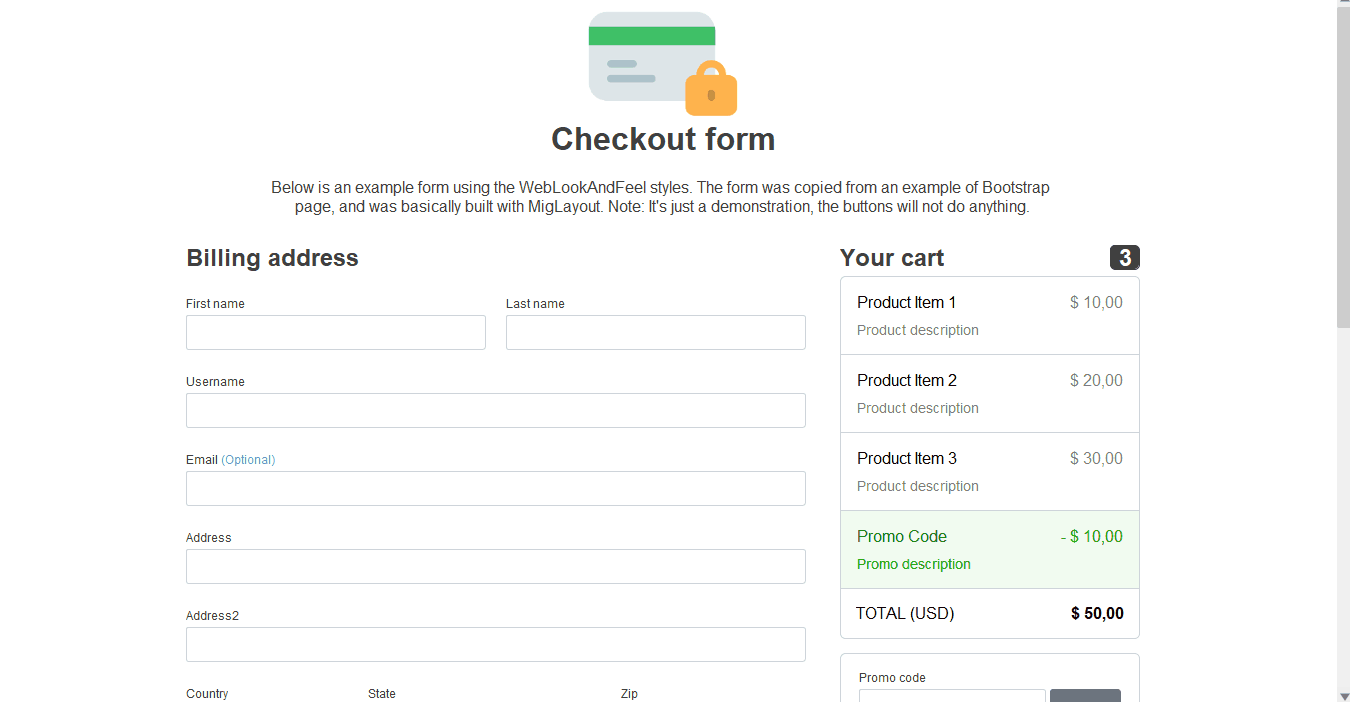 Checkout form
Below is an example form using the WebLookAndFeel styles. The form was copied from an example of Bootstrap
page, and was basically built with MigLayout. Note: It's just a demonstration, the buttons will not do anything.
Billing address
First name
Last name
Username
Email (Optional)
Address
Address2
Country
State
Zip
Your cart
3
Product Item 1
$ 10,00
Product description
Product Item 2
$ 20,00
Product description
Product Item 3
$ 30,00
Product description
Promo Code
- $ 10,00
Promo description
TOTAL (USD)
$ 50,00
Promo code